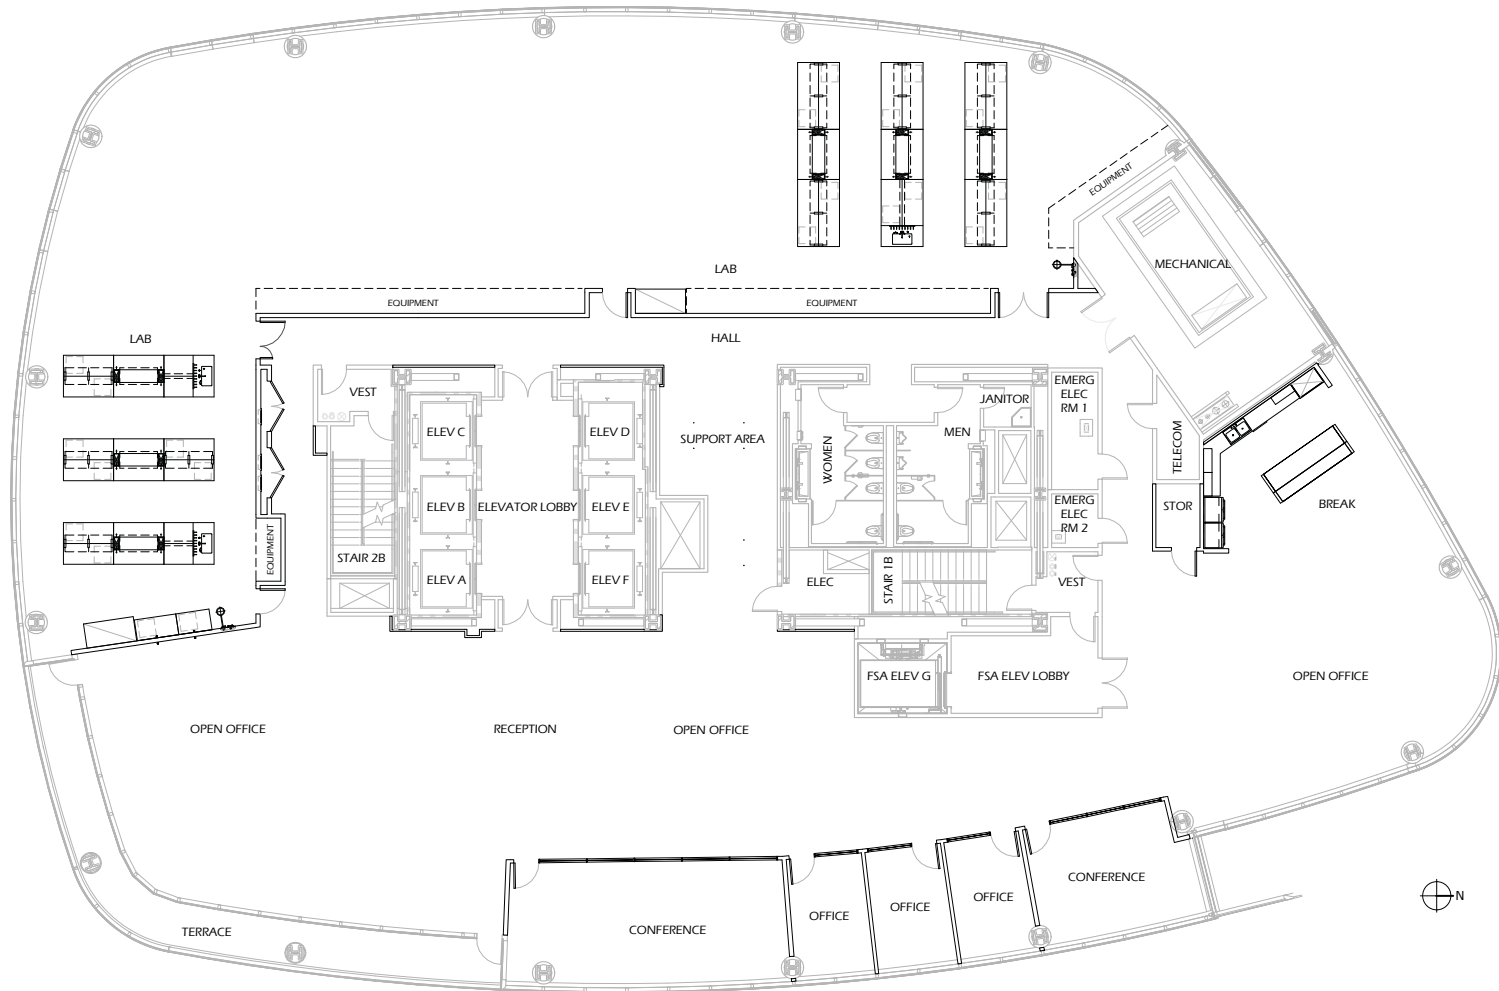 EQUIPMENT
MECHANICAL
LAB
EQUIPMENT
EQUIPMENT
LAB
HALL
VEST
ELEV C
ELEV D
SUPPORT AREA
WOMEN
MEN
JANITOR
EMERG
ELEC
RM 1
TELECOM
ELEV B
ELEVATOR LOBBY
ELEV E
EMERG
ELEC
RM 2
STOR
BREAK
EQUIPMENT
STAIR 2B
ELEV A
ELEV F
ELEC
STAIR 1B
VEST
FSA ELEV G
FSA ELEV LOBBY
OPEN OFFICE
OPEN OFFICE
RECEPTION
OPEN OFFICE
CONFERENCE
OFFICE
OFFICE
OFFICE
CONFERENCE
TERRACE
N